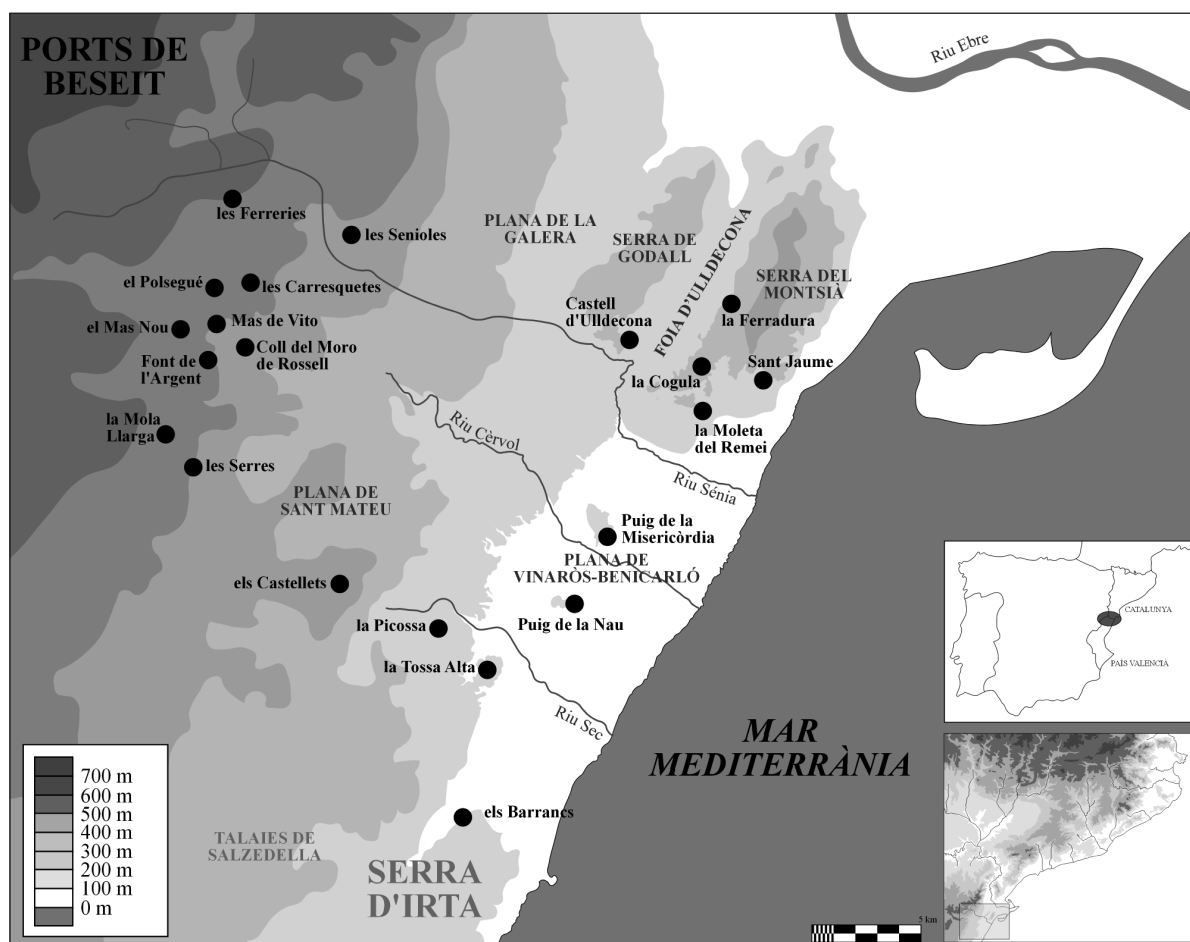 PORTS DE
BESEIT
Riu Ebre
les Ferreries
les Senioles
PLANA DE LA
GALERA
SERRA DE
GODALL
FOIA D'ULLDECONA
SERRA DEL
MONTSIÀ
el Polsegué
les Carresquetes
Castell
d'Ulldecona
la Ferradura
el Mas Nou
Mas de Vito
Coll del Moro
de Rossell
Font de
l'Argent
la Cogula
Sant Jaume
la Mola
Llarga
la Moleta
del Remei
Riu Cèrvol
les Serres
Riu Sénia
PLANA DE
SANT MATEU
Puig de la
Misericòrdia
PLANA DE
VINARÒS-BENICARLÓ
els Castellets
Puig de la Nau
la Picossa
la Tossa Alta
Riu Sec
CATALUNYA
PAÍS VALENCIÀ
MAR
MEDITERRÀNIA
700 m
600 m
500 m
400 m
300 m
200 m
100 m
0 m
els Barrancs
TALAIES DE
SALZEDELLA
SERRA
D'IRTA
5 km